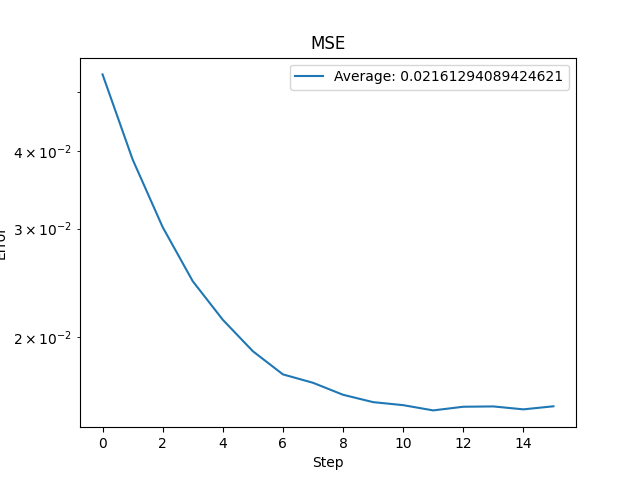 MSE
Average: 0.02161294089424621
4 × 10⁻²
3 × 10⁻²
2 × 10⁻²
Error
0 2 4 6 8 10 12 14
Step